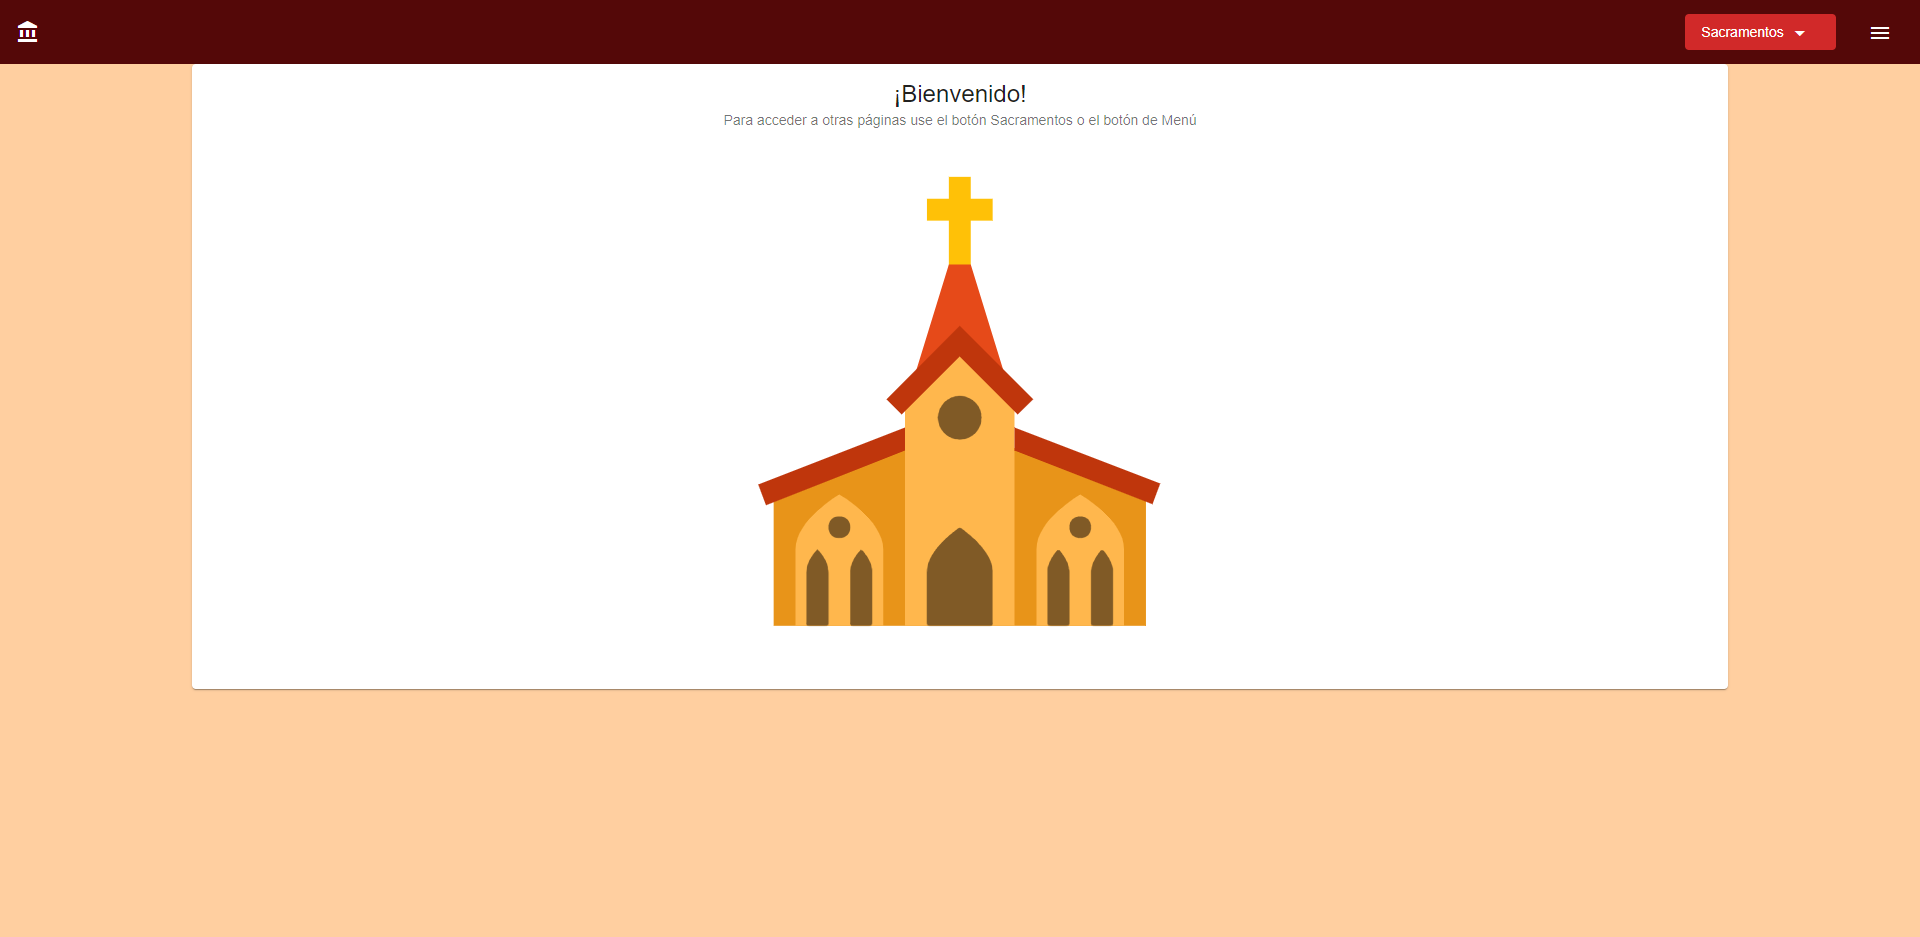 Sacramentos
¡Bienvenido!
Para acceder a otras páginas use el botón Sacramentos o el botón de Menú